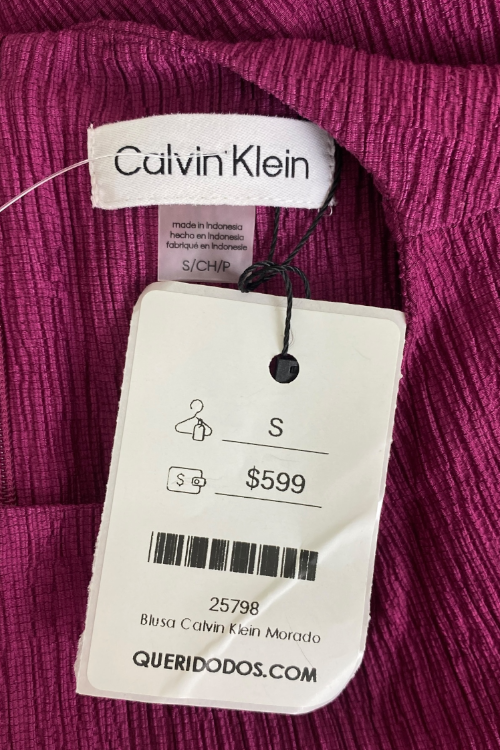 Calvin Klein
made in Indonesia
hecho en Indonesia
fabriqué en Indonésie
S/CH/P
S
$ $599
25798
Blusa Calvin Klein Morado
QUERIDODOS.COM